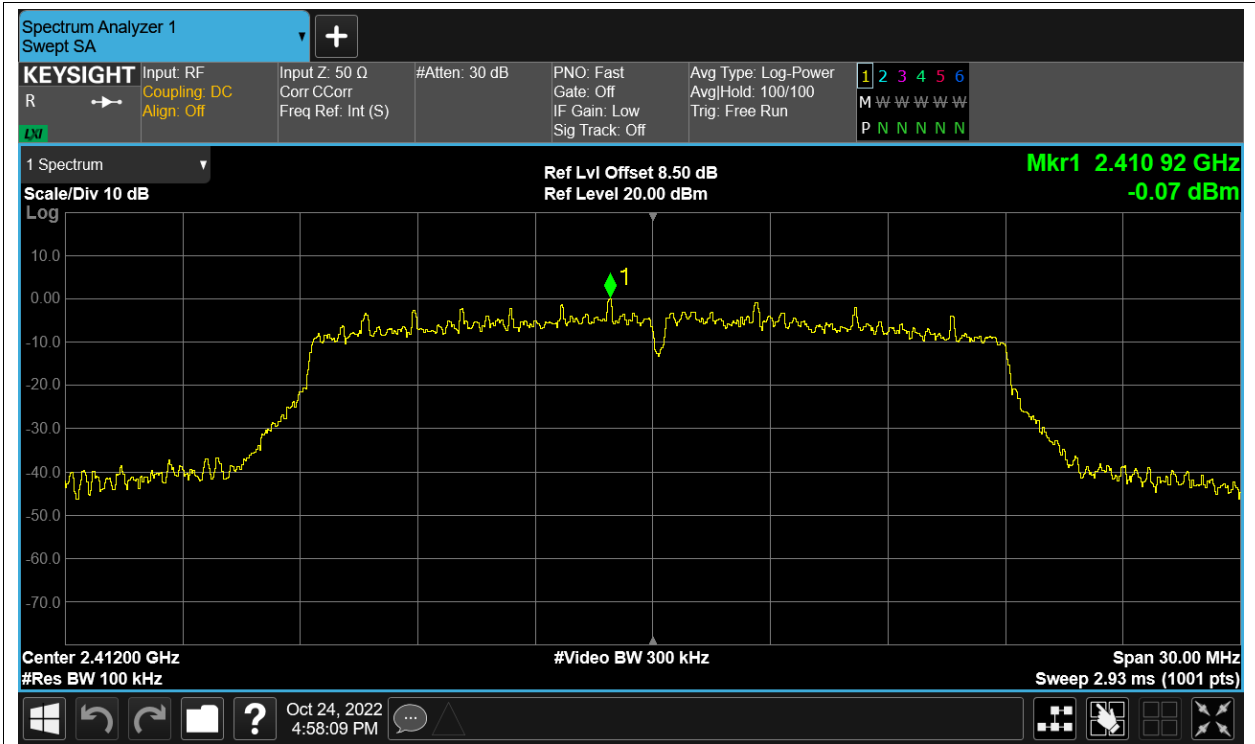 Spectrum Analyzer 1
Swept SA
KEYSIGHT
R
LXI
Input: RF
Coupling: DC
Align: Off
Input Z: 50 Ω
Corr CCorr
Freq Ref: Int (S)
#Atten: 30 dB
PNO: Fast
Gate: Off
IF Gain: Low
Sig Track: Off
Avg Type: Log-Power
Avg|Hold: 100/100
Trig: Free Run
1 2 3 4 5 6
M W W W W W
P N N N N N
1 Spectrum
Scale/Div 10 dB
Log
Ref Lvl Offset 8.50 dB
Ref Level 20.00 dBm
Mkr1 2.410 92 GHz
-0.07 dBm
10.0
0.00
-10.0
-20.0
-30.0
-40.0
-50.0
-60.0
-70.0
1
Center 2.41200 GHz
#Res BW 100 kHz
#Video BW 300 kHz
Span 30.00 MHz
Sweep 2.93 ms (1001 pts)
?
Oct 24, 2022
4:58:09 PM